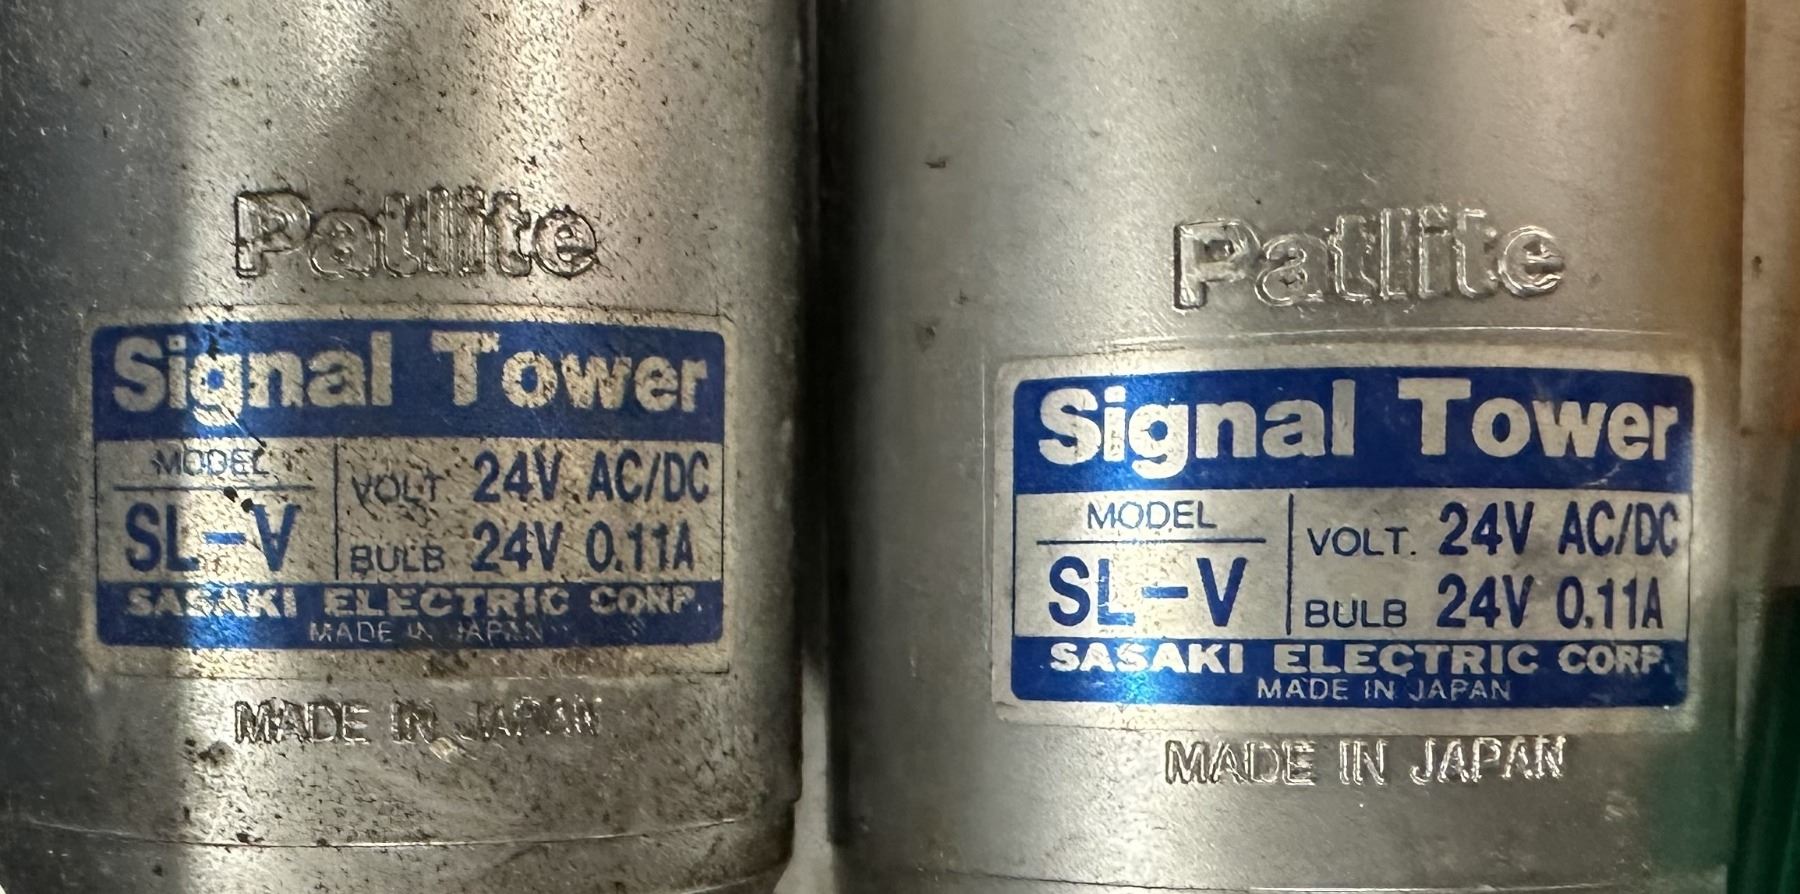 Patlite
Signal Tower
MODEL
SL-V
VOLT. 24V AC/DC
BULB 24V 0.11A
SASAKI ELECTRIC CORP.
MADE IN JAPAN
MADE IN JAPAN
Patlite
Signal Tower
MODEL
SL-V
VOLT. 24V AC/DC
BULB 24V 0.11A
SASAKI ELECTRIC CORP.
MADE IN JAPAN
MADE IN JAPAN